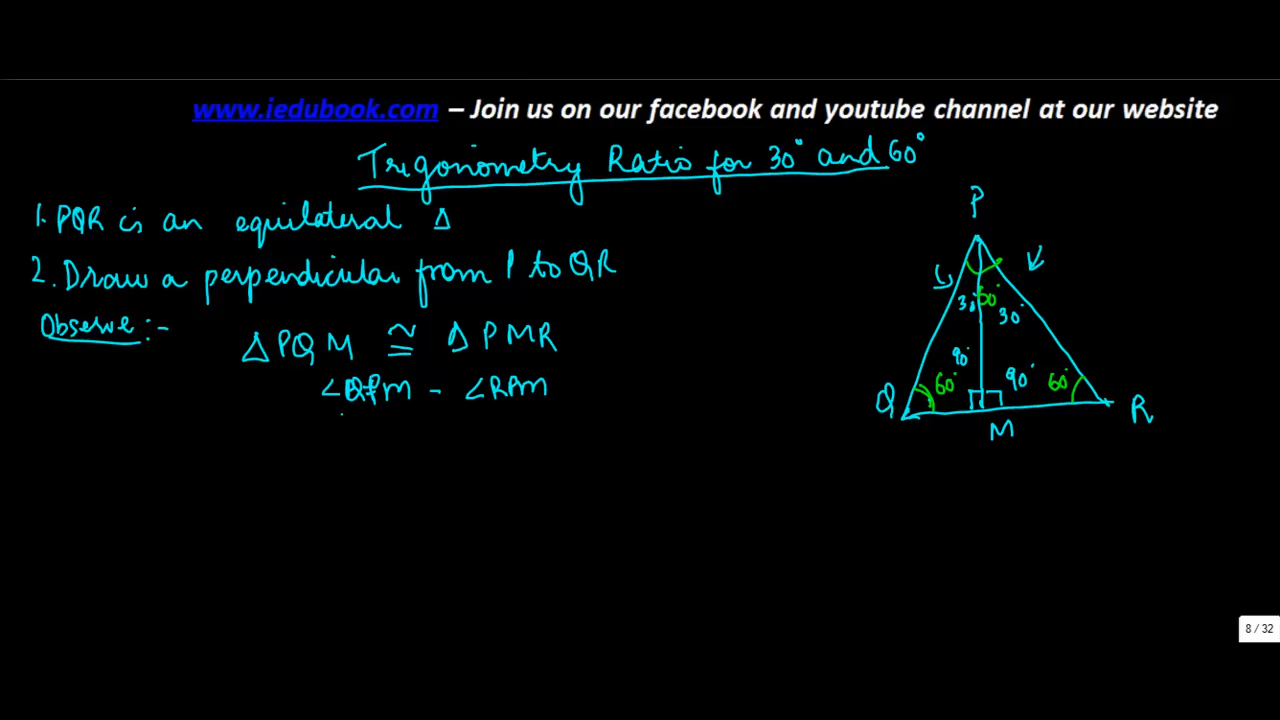 www.iedubook.com – Join us on our facebook and youtube channel at our website
Trigonometry Ratio for 30° and 60°
1. PQR is an equilateral Δ
2. Draw a perpendicular from P to QR
Observe :-
ΔPQM ≅ ΔPMR
∠QPM - ∠RPM
P
30 60° 30°
90° 90°
60° 60°
Q M R
8 / 32